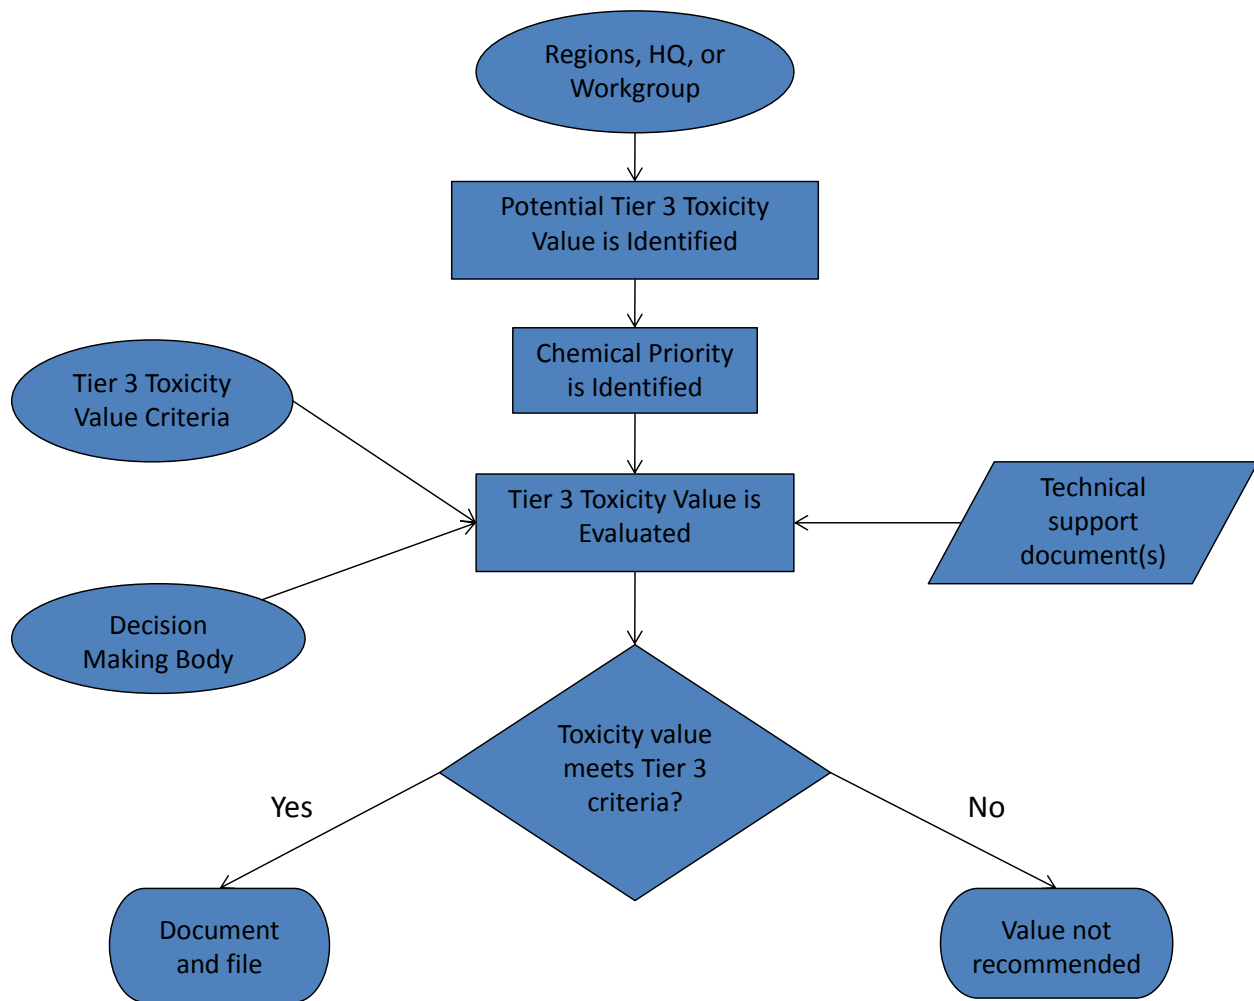 Regions, HQ, or
Workgroup
Potential Tier 3 Toxicity
Value is Identified
Chemical Priority
is Identified
Tier 3 Toxicity
Value Criteria
Tier 3 Toxicity Value is
Evaluated
Technical
support
document(s)
Decision
Making Body
Toxicity value
meets Tier 3
criteria?
Yes
No
Document
and file
Value not
recommended